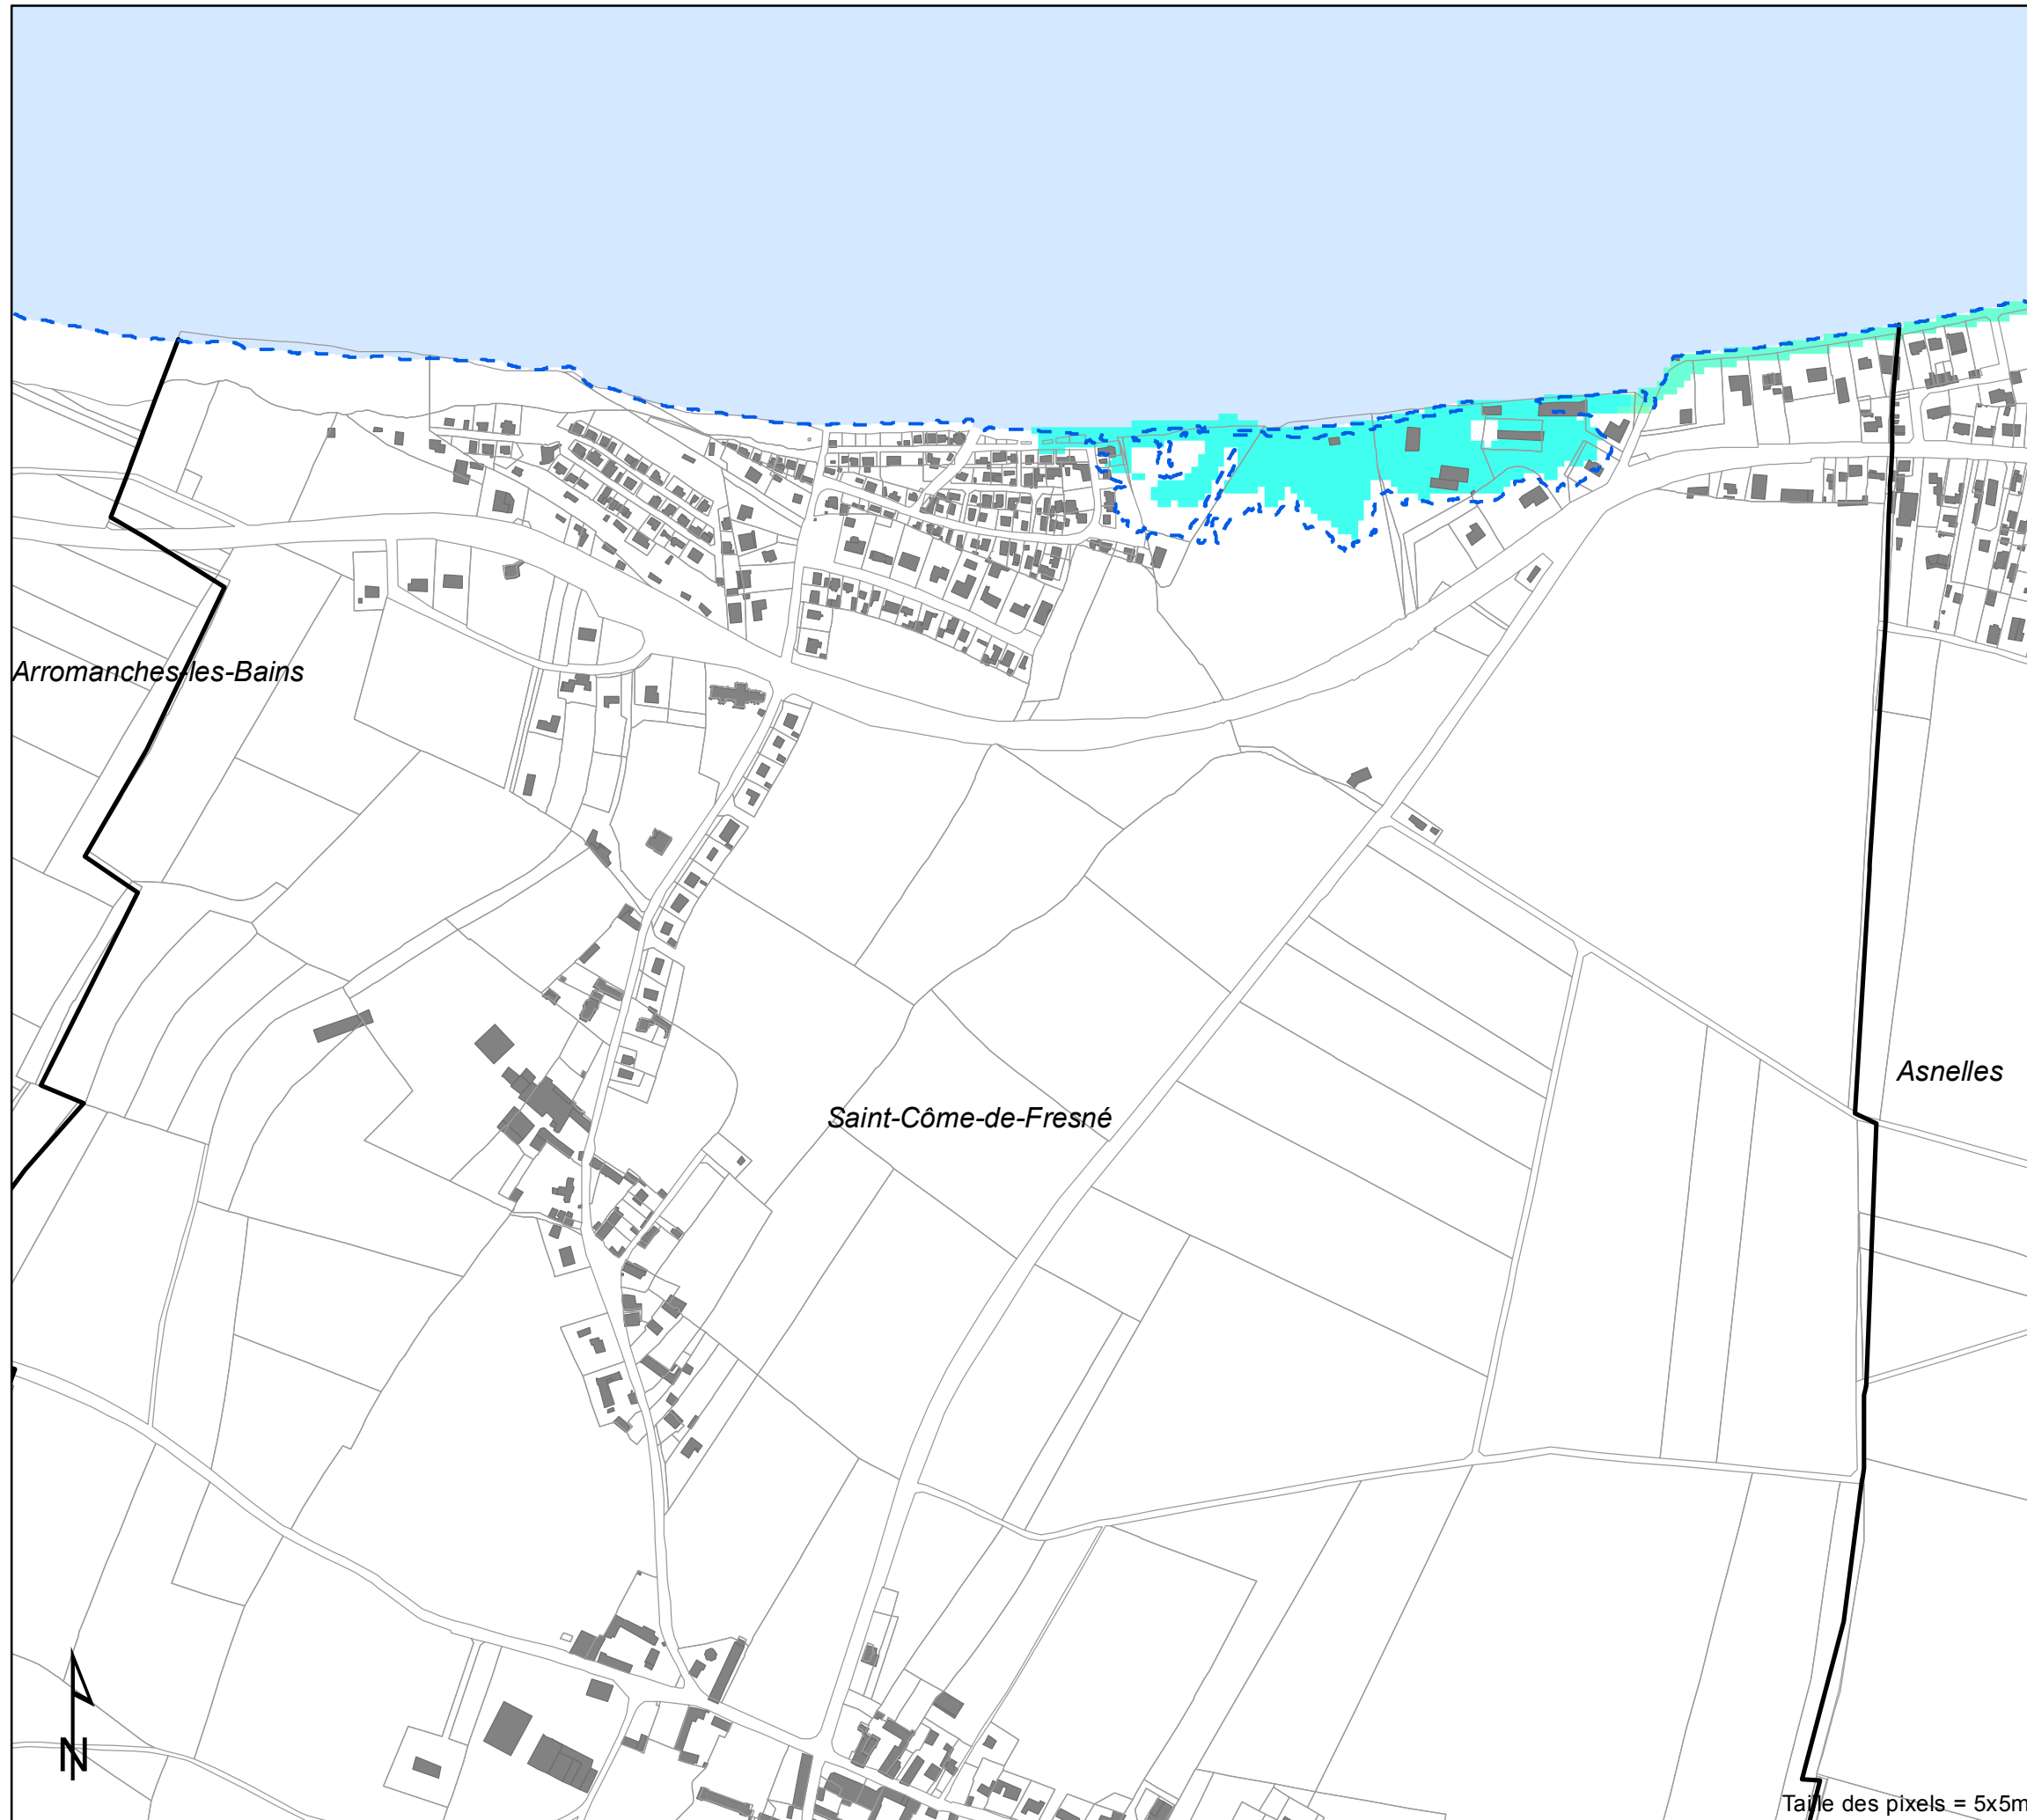 Arromanches-les-Bains
Asnelles
Saint-Côme-de-Fresné
N
Taille des pixels = 5x5m